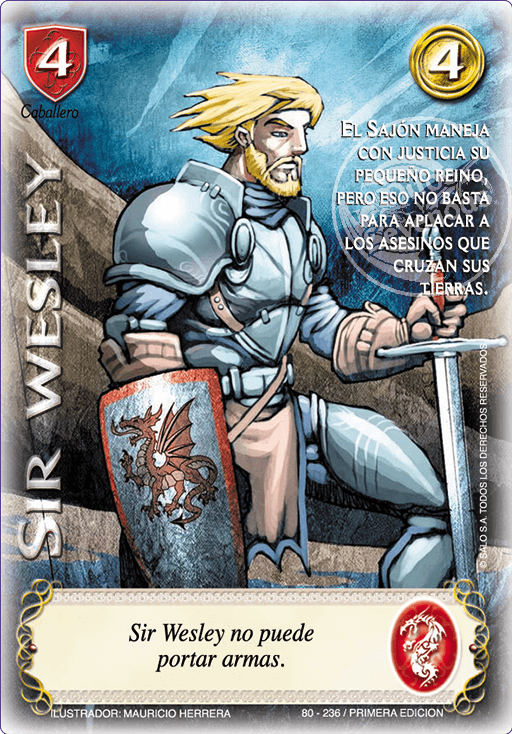 4
Caballero
4
EL SAJÓN MANEJA
CON JUSTICIA SU
PEQUEÑO REINO,
PERO ESO NO BASTA
PARA APLACAR A
LOS ASESINOS QUE
CRUZAN SUS
TIERRAS.
SIR WESLEY
© SALO S.A. TODOS LOS DERECHOS RESERVADOS
Sir Wesley no puede
portar armas.
ILUSTRADOR: MAURICIO HERRERA 80 - 236 / PRIMERA EDICION